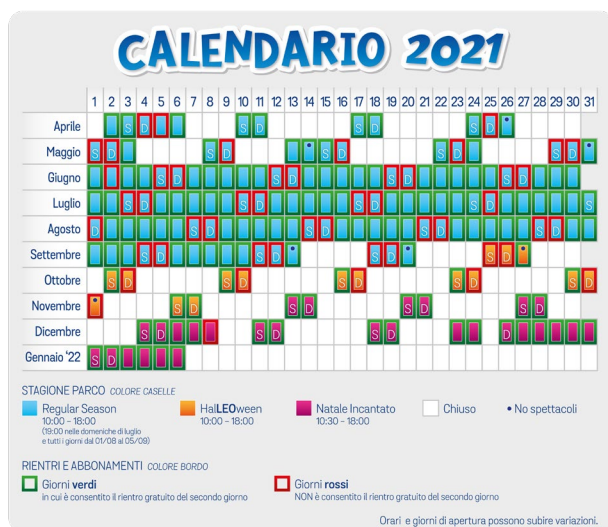 CALENDARIO 2021
1 2 3 4 5 6 7 8 9 10 11 12 13 14 15 16 17 18 19 20 21 22 23 24 25 26 27 28 29 30 31
Aprile S D S D S D S D
Maggio S D S D S D S D S D
Giugno S D S D S D S D
Luglio S D S D S D S D S
Agosto D S D S D S D S D
Settembre S D S D S D S D
Ottobre S D S D S D S D S D
Novembre S D S D S D S D
Dicembre S D S D S D D
Gennaio '22 S D
STAGIONE PARCO COLORE CASELLE
Regular Season
10:00 - 18:00
(19:00 nelle domeniche di luglio
e tutti i giorni dal 01/08 al 05/09)
HalLEOween
10:00 - 18:00
Natale Incantato
10:30 - 18:00
Chiuso
• No spettacoli
RIENTRI E ABBONAMENTI COLORE BORDO
Giorni verdi
in cui è consentito il rientro gratuito del secondo giorno
Giorni rossi
NON è consentito il rientro gratuito del secondo giorno
Orari e giorni di apertura possono subire variazioni.